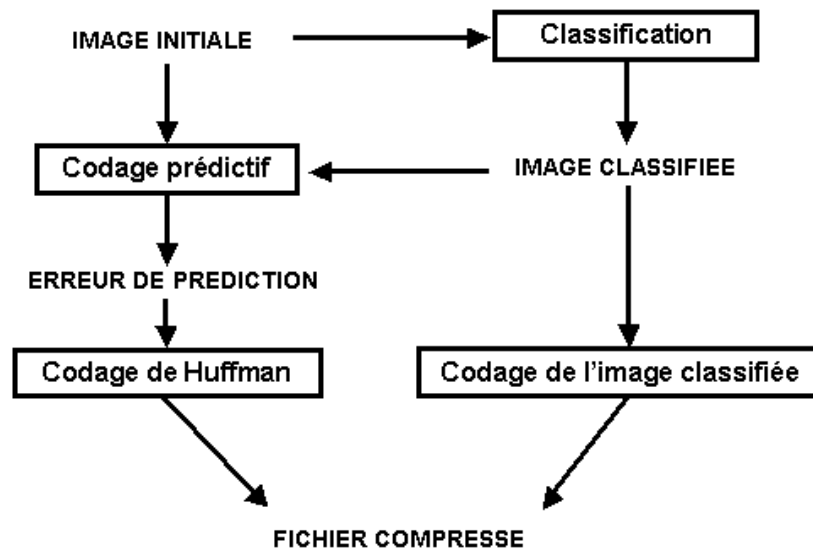 IMAGE INITIALE
Classification
Codage prédictif
IMAGE CLASSIFIEE
ERREUR DE PREDICTION
Codage de Huffman
Codage de l'image classifiée
FICHIER COMPRESSE